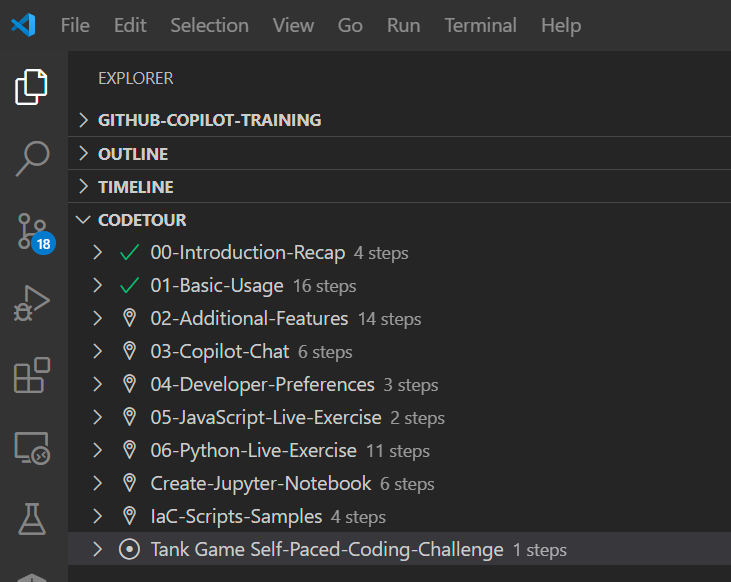 File Edit Selection View Go Run Terminal Help
EXPLORER
GITHUB-COPILOT-TRAINING
OUTLINE
TIMELINE
CODETOUR
18
00-Introduction-Recap 4 steps
01-Basic-Usage 16 steps
02-Additional-Features 14 steps
03-Copilot-Chat 6 steps
04-Developer-Preferences 3 steps
05-JavaScript-Live-Exercise 2 steps
06-Python-Live-Exercise 11 steps
Create-Jupyter-Notebook 6 steps
IaC-Scripts-Samples 4 steps
Tank Game Self-Paced-Coding-Challenge 1 steps